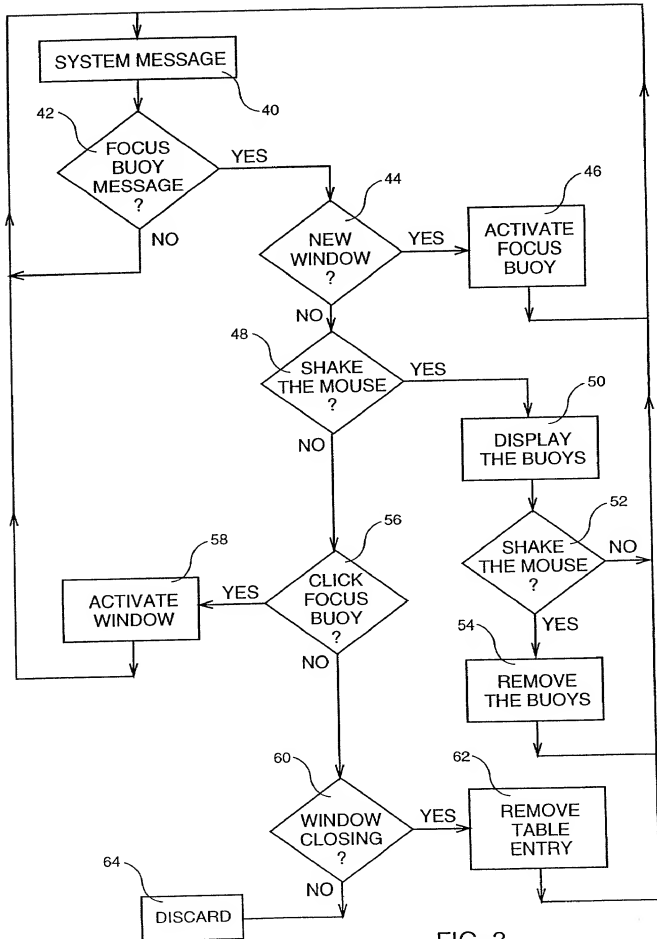 SYSTEM MESSAGE
40
42
FOCUS
BUOY
MESSAGE
?
YES
NO
44
NEW
WINDOW
?
YES
NO
46
ACTIVATE
FOCUS
BUOY
48
SHAKE
THE MOUSE
?
YES
NO
50
DISPLAY
THE BUOYS
52
SHAKE
THE MOUSE
?
NO
YES
54
REMOVE
THE BUOYS
56
CLICK
FOCUS
BUOY
?
YES
NO
58
ACTIVATE
WINDOW
60
WINDOW
CLOSING
?
YES
NO
62
REMOVE
TABLE
ENTRY
64
DISCARD
FIG.